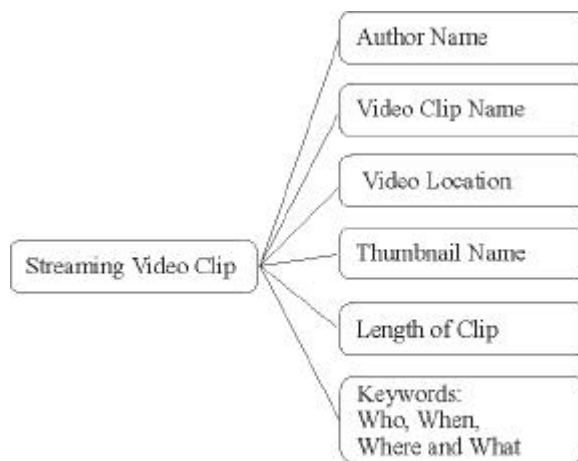 Author Name
Video Clip Name
Video Location
Streaming Video Clip
Thumbnail Name
Length of Clip
Keywords:
Who, When,
Where and What